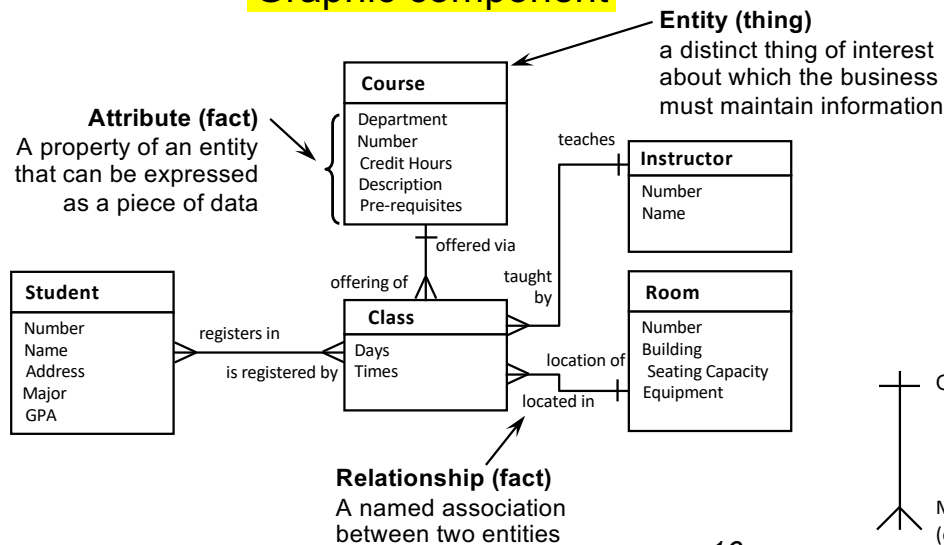 Graphic component
Entity (thing)
a distinct thing of interest
about which the business
must maintain information
Attribute (fact)
A property of an entity
that can be expressed
as a piece of data
Course
Department
Number
Credit Hours
Description
Pre-requisites
teaches
Instructor
Number
Name
offered via
offering of
taught
by
Student
Number
Name
Address
Major
GPA
registers in
is registered by
Class
Days
Times
Room
Number
Building
Seating Capacity
Equipment
location of
located in
Relationship (fact)
A named association
between two entities